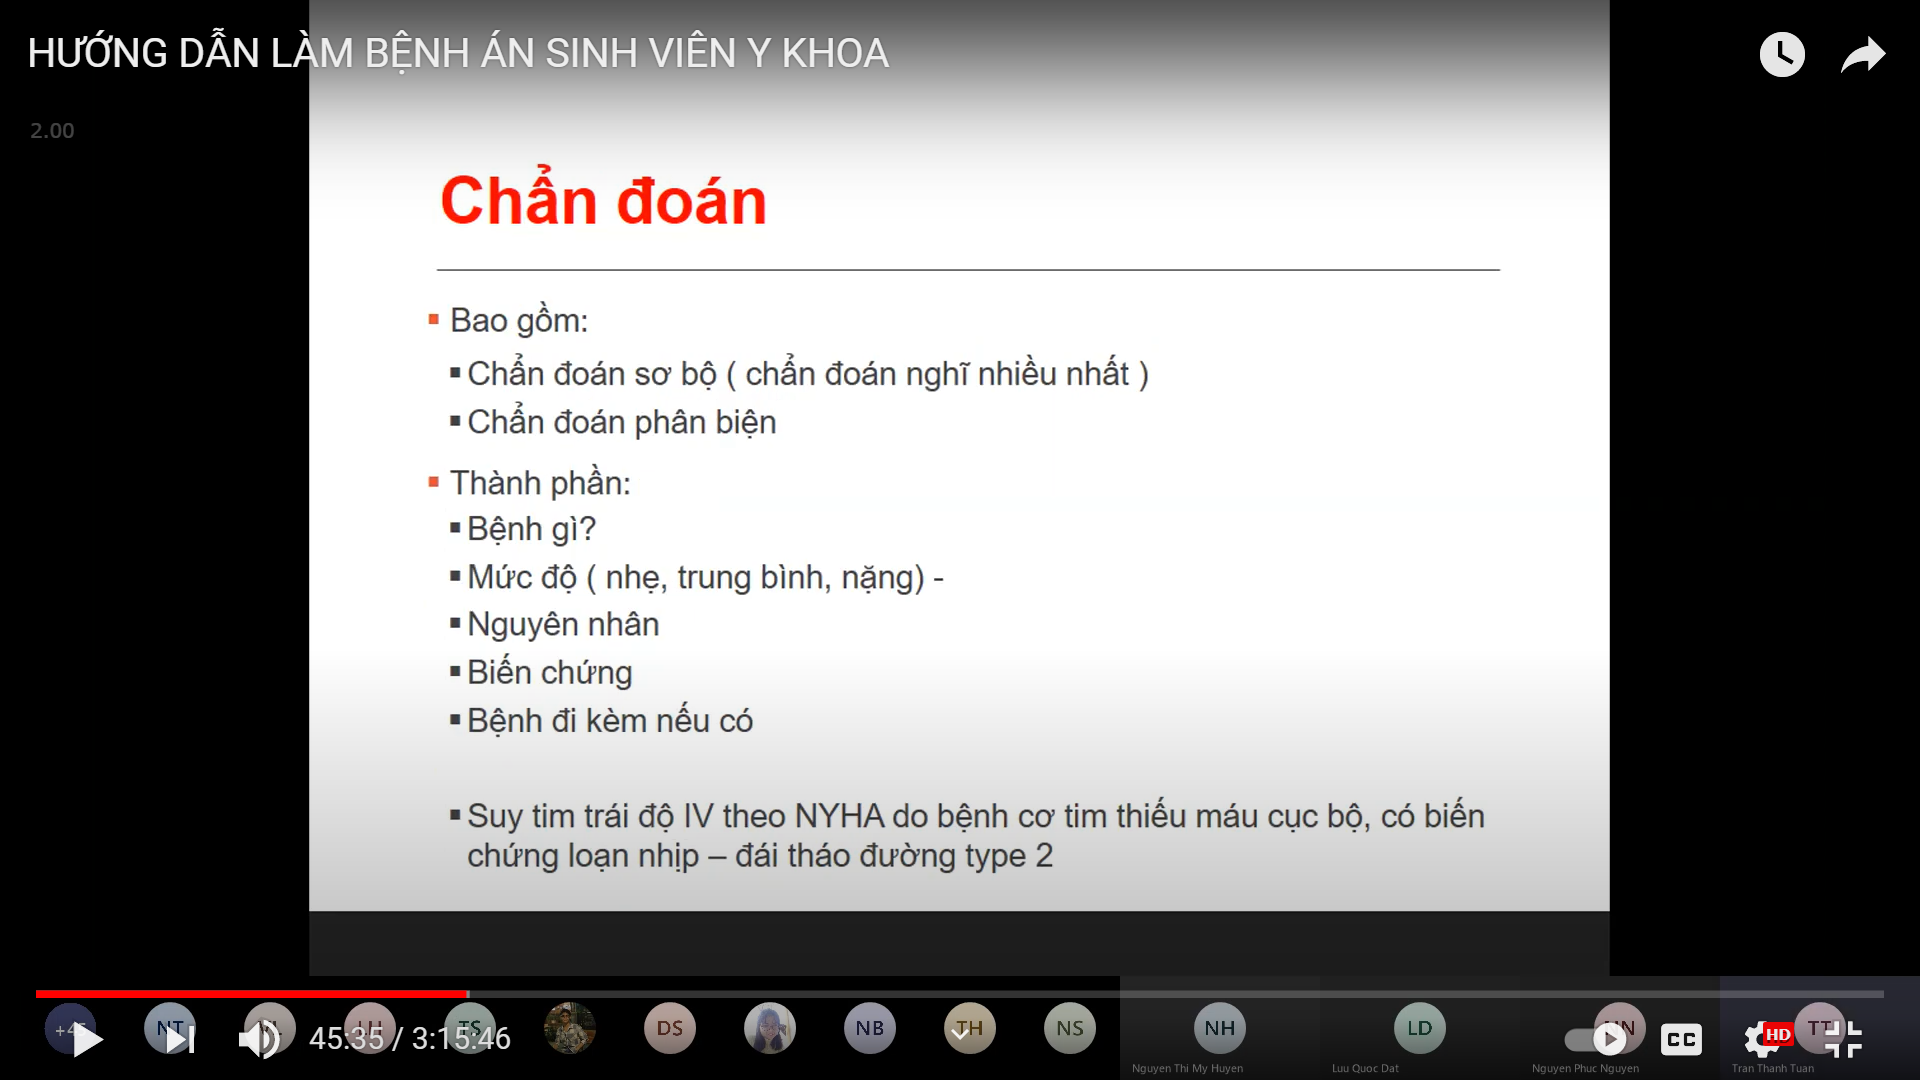 HƯỚNG DẪN LÀM BỆNH ÁN SINH VIÊN Y KHOA
2.00
Chẩn đoán
Bao gồm:
Chẩn đoán sơ bộ ( chẩn đoán nghĩ nhiều nhất )
Chẩn đoán phân biện
Thành phần:
Bệnh gì?
Mức độ ( nhẹ, trung bình, nặng) -
Nguyên nhân
Biến chứng
Bệnh đi kèm nếu có
Suy tim trái độ IV theo NYHA do bệnh cơ tim thiếu máu cục bộ, có biến
chứng loạn nhịp – đái tháo đường type 2
NT
TS
DS
NB
TH
NS
NH
LD
TT
45:35 / 3:15:46
CC
HD
Nguyen Thi My Huyen
Luu Quoc Dat
Nguyen Phuc Nguyen
Tran Thanh Tuan